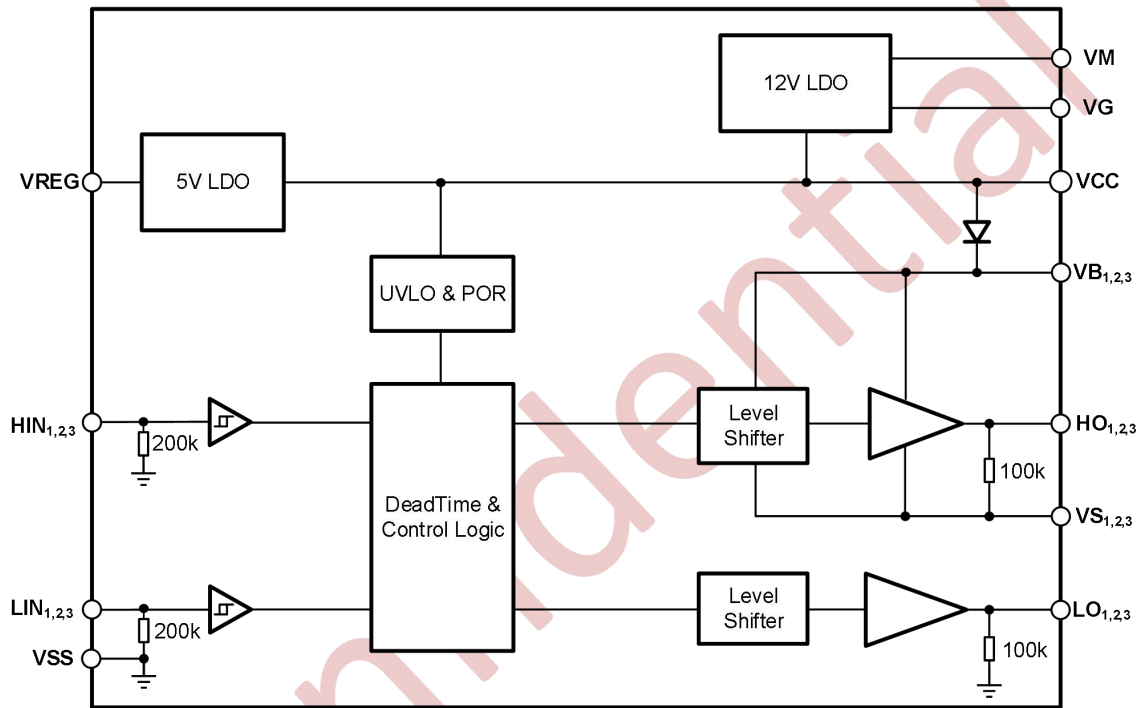 VM
12V LDO
VG
5V LDO
VREG
VCC
VB1,2,3
UVLO & POR
HIN1,2,3
200k
Level
Shifter
HO1,2,3
100k
DeadTime &
Control Logic
VS1,2,3
LIN1,2,3
200k
Level
Shifter
LO1,2,3
VSS
100k
nfidential